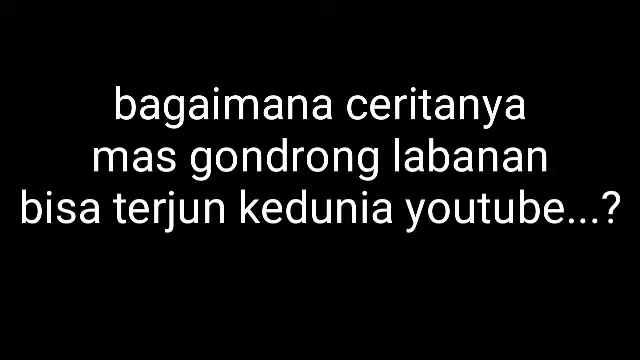 bagaimana ceritanya
mas gondrong labanan
bisa terjun kedunia youtube...?